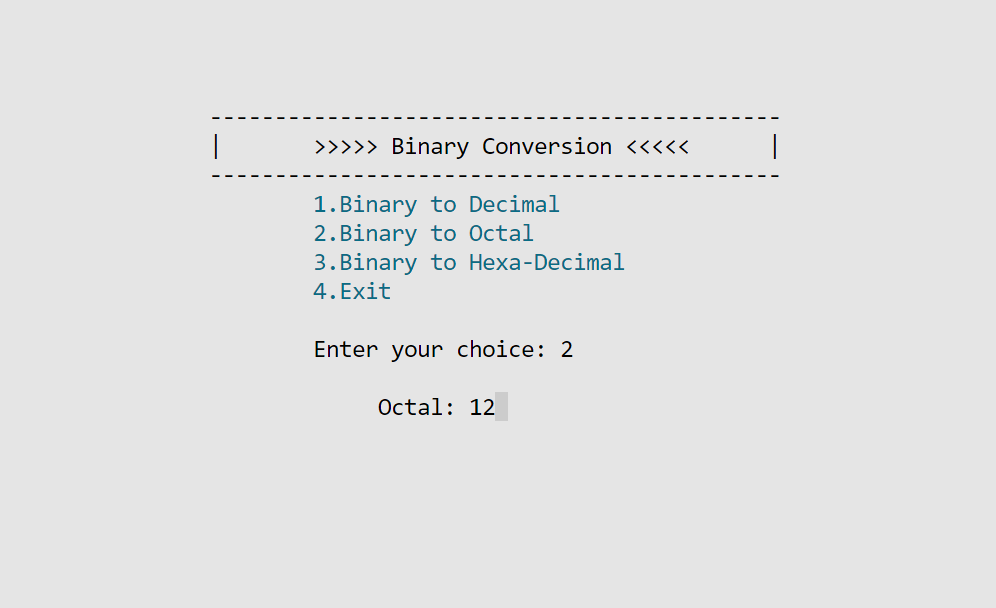 --------------------------------------------
| >>>>> Binary Conversion <<<<< |
--------------------------------------------
1.Binary to Decimal
2.Binary to Octal
3.Binary to Hexa-Decimal
4.Exit
Enter your choice: 2
Octal: 12